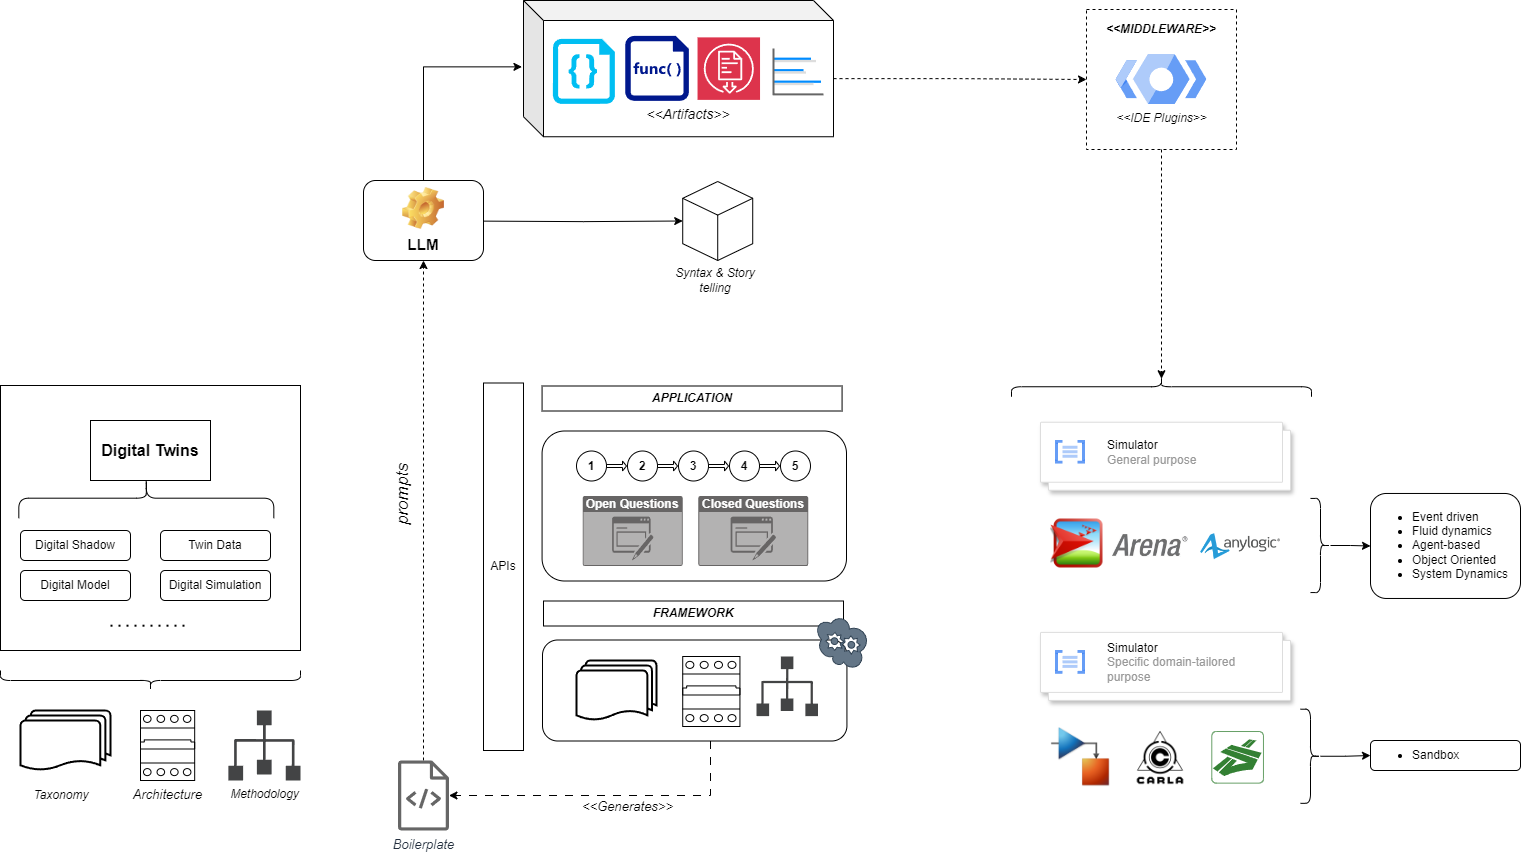 <<MIDDLEWARE>>
<<IDE Plugins>>
{}
func( )
<<Artifacts>>
LLM
Syntax & Story
telling
prompts
Digital Twins
Digital Shadow
Twin Data
Digital Model
Digital Simulation
. . . . . . . . . .
Taxonomy
Architecture
Methodology
APIs
APPLICATION
1
2
3
4
5
Open Questions
Closed Questions
FRAMEWORK
<<Generates>>
</>
Boilerplate
Simulator
General purpose
Arena®
anylogic
• Event driven
• Fluid dynamics
• Agent-based
• Object Oriented
• System Dynamics
Simulator
Specific domain-tailored
purpose
CARLA
• Sandbox